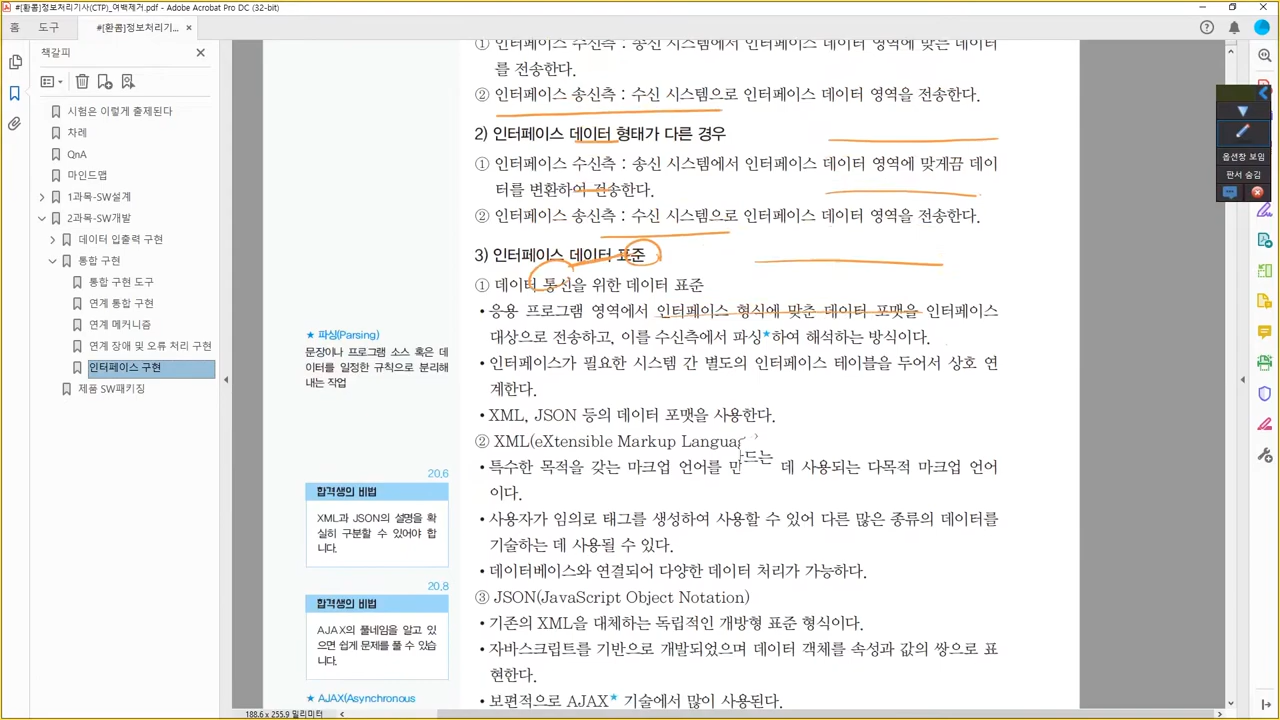 #[환콤]정보처리기사(CTP)_여백제거.pdf - Adobe Acrobat Pro DC (32-bit)
홈 도구 #[환콤]정보처리기... ×
책갈피
시험은 이렇게 출제된다
차례
QnA
마인드맵
1과목-SW설계
2과목-SW개발
데이터 입출력 구현
통합 구현
통합 구현 도구
연계 통합 구현
연계 메커니즘
연계 장애 및 오류 처리 구현
인터페이스 구현
제품 SW패키징
★ 파싱(Parsing)
문장이나 프로그램 소스 혹은 데
이터를 일정한 규칙으로 분리해
내는 작업
20.6
합격생의 비법
XML과 JSON의 설명을 확
실히 구분할 수 있어야 합
니다.
20.8
합격생의 비법
AJAX의 풀네임을 알고 있
으면 쉽게 문제를 풀 수 있습
니다.
★ AJAX(Asynchronous
① 인터페이스 수신측 : 송신 시스템에서 인터페이스 데이터 영역에 맞는 데이터
를 전송한다.
② 인터페이스 송신측 : 수신 시스템으로 인터페이스 데이터 영역을 전송한다.
2) 인터페이스 데이터 형태가 다른 경우
① 인터페이스 수신측 : 송신 시스템에서 인터페이스 데이터 영역에 맞게끔 데이
터를 변환하여 전송한다.
② 인터페이스 송신측 : 수신 시스템으로 인터페이스 데이터 영역을 전송한다.
3) 인터페이스 데이터 표준
① 데이터 통신을 위한 데이터 표준
• 응용 프로그램 영역에서 인터페이스 형식에 맞춘 데이터 포맷을 인터페이스
대상으로 전송하고, 이를 수신측에서 파싱★하여 해석하는 방식이다.
• 인터페이스가 필요한 시스템 간 별도의 인터페이스 테이블을 두어서 상호 연
계한다.
• XML, JSON 등의 데이터 포맷을 사용한다.
② XML(eXtensible Markup Languag
• 특수한 목적을 갖는 마크업 언어를 만드는 데 사용되는 다목적 마크업 언어
이다.
• 사용자가 임의로 태그를 생성하여 사용할 수 있어 다른 많은 종류의 데이터를
기술하는 데 사용될 수 있다.
• 데이터베이스와 연결되어 다양한 데이터 처리가 가능하다.
③ JSON(JavaScript Object Notation)
• 기존의 XML을 대체하는 독립적인 개방형 표준 형식이다.
• 자바스크립트를 기반으로 개발되었으며 데이터 객체를 속성과 값의 쌍으로 표
현한다.
• 보편적으로 AJAX★ 기술에서 많이 사용된다.
옵션창 보임
판서 숨김
188.6 x 255.9 밀리미터